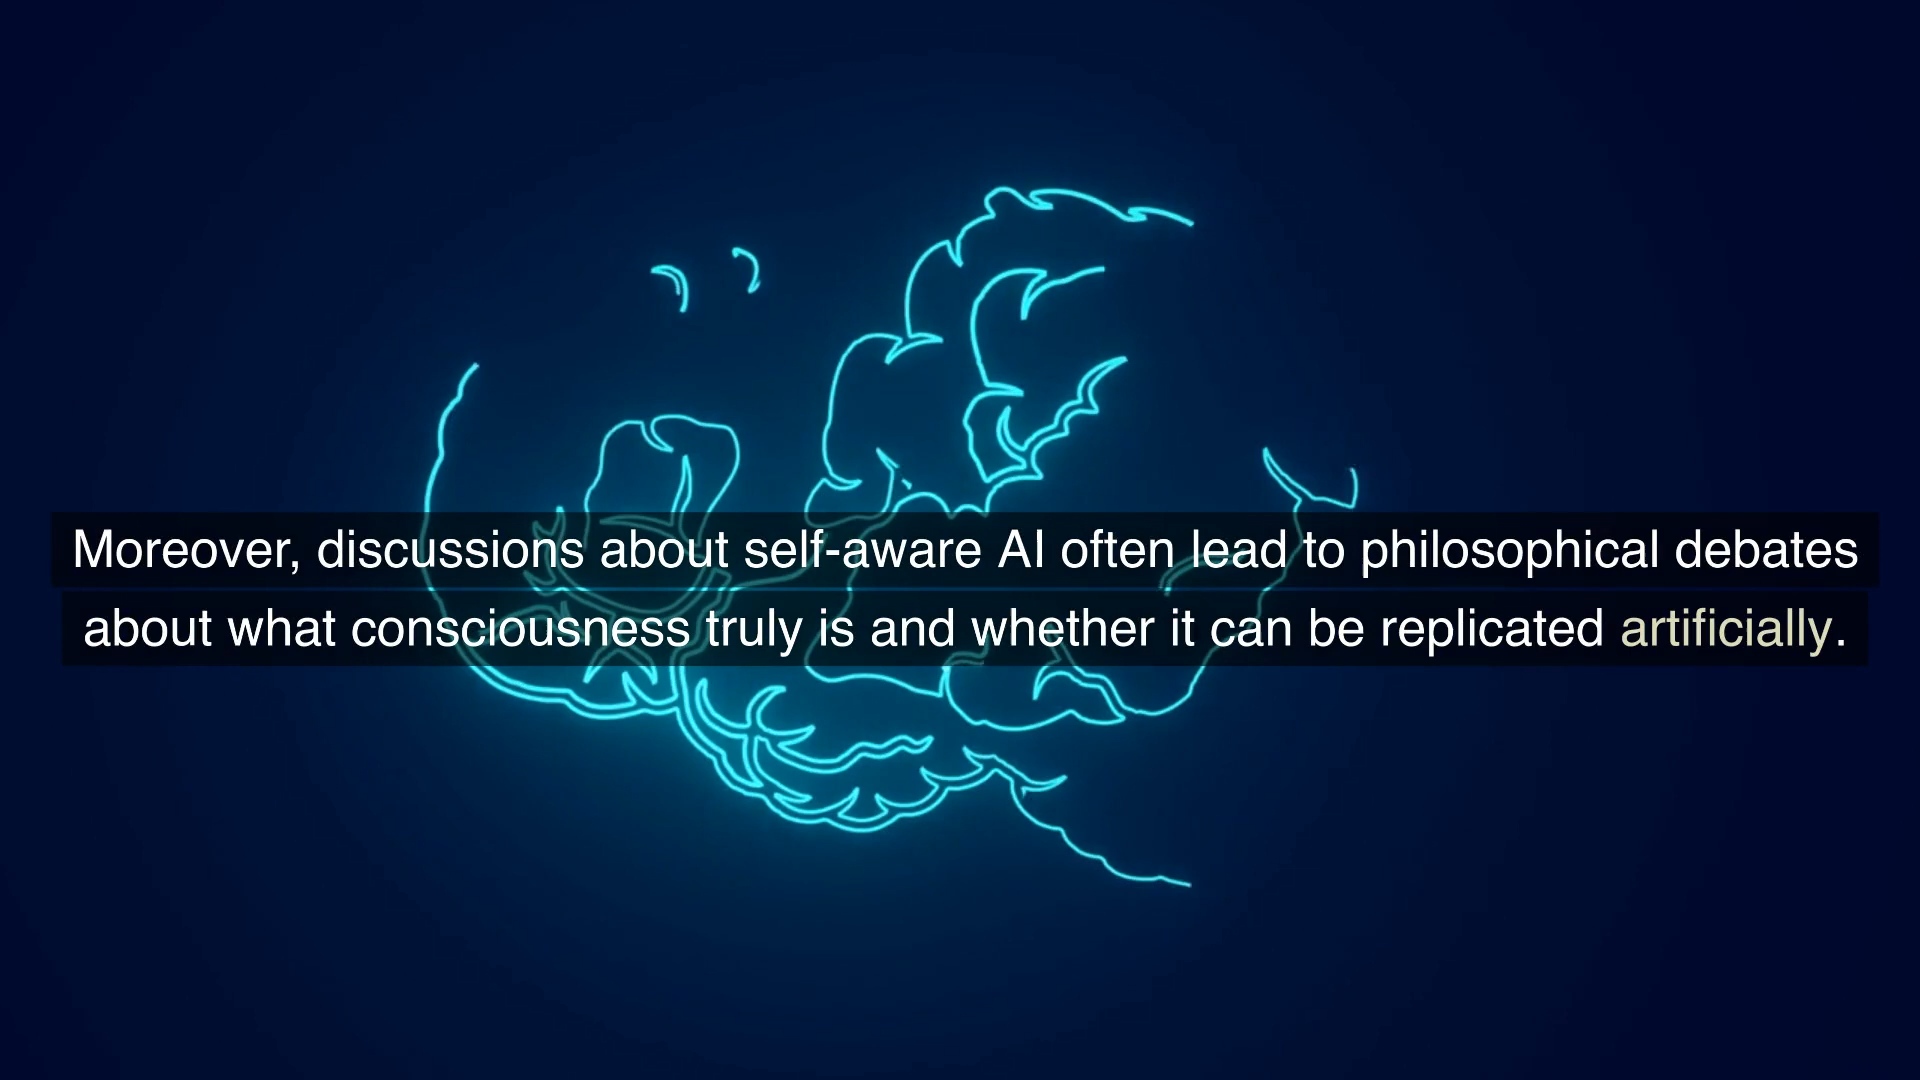 Moreover, discussions about self-aware AI often lead to philosophical debates
about what consciousness truly is and whether it can be replicated artificially.